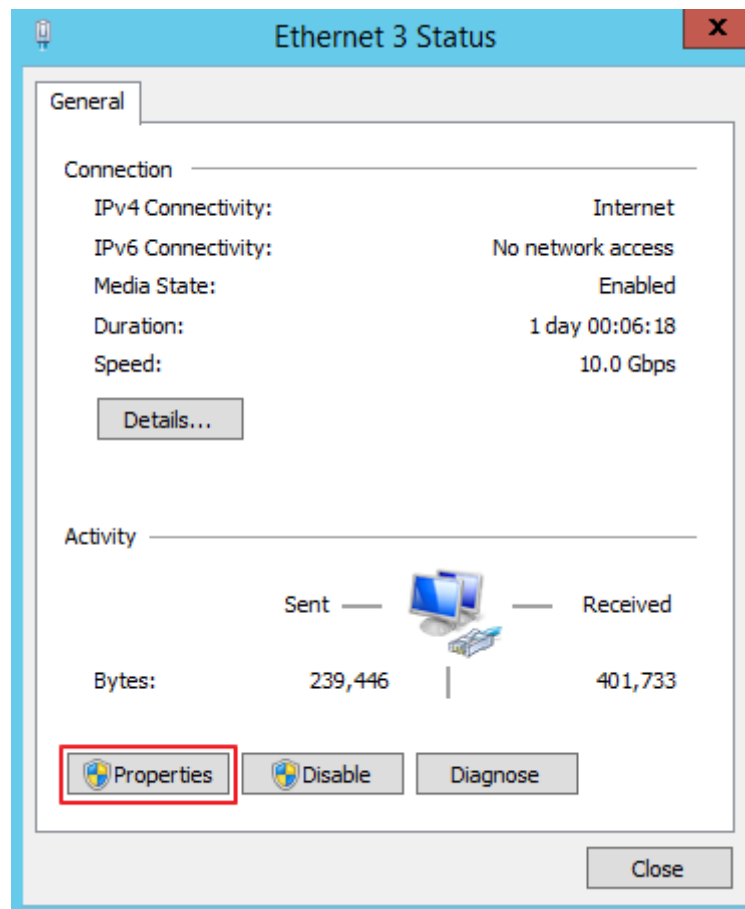 Ethernet 3 Status
x
General
Connection
IPv4 Connectivity: Internet
IPv6 Connectivity: No network access
Media State: Enabled
Duration: 1 day 00:06:18
Speed: 10.0 Gbps
Details...
Activity
Sent Received
Bytes: 239,446 401,733
Properties Disable Diagnose
Close